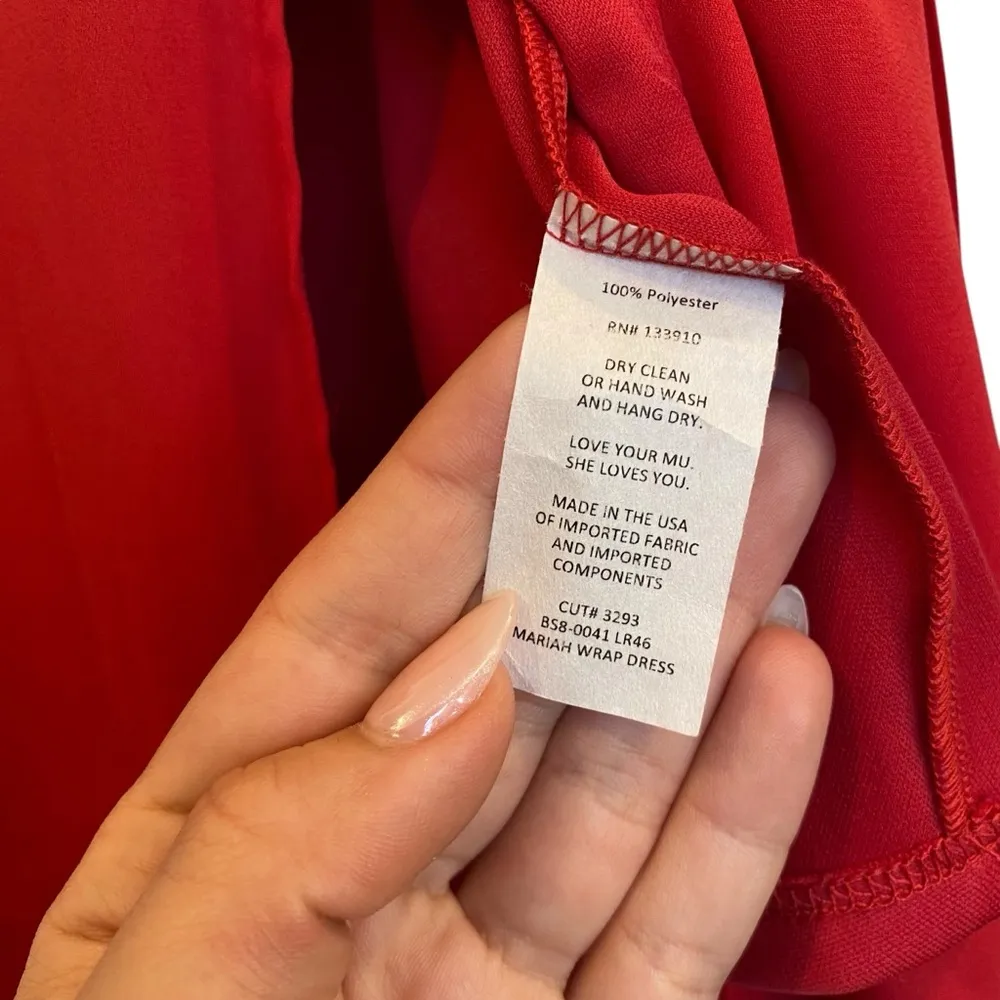 100% Polyester
RN# 133910
DRY CLEAN
OR HAND WASH
AND HANG DRY.
LOVE YOUR MU.
SHE LOVES YOU.
MADE IN THE USA
OF IMPORTED FABRIC
AND IMPORTED
COMPONENTS
CUT# 3293
BS8-0041 LR46
MARIAH WRAP DRESS